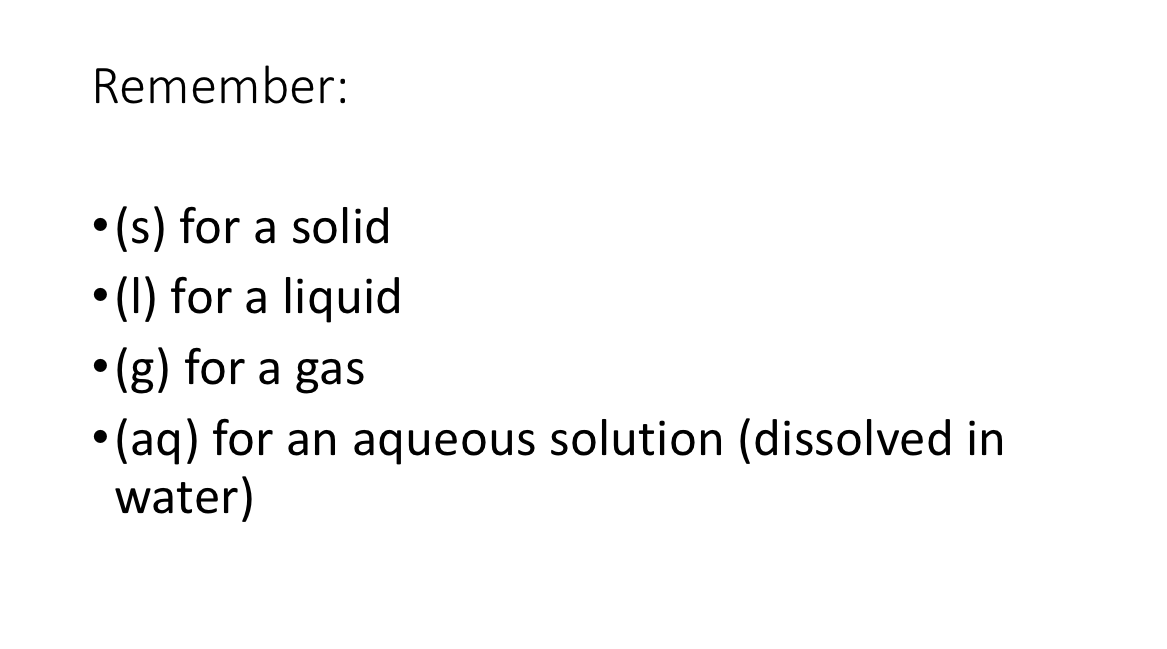 Remember:
•(s) for a solid
•(l) for a liquid
•(g) for a gas
•(aq) for an aqueous solution (dissolved in
water)